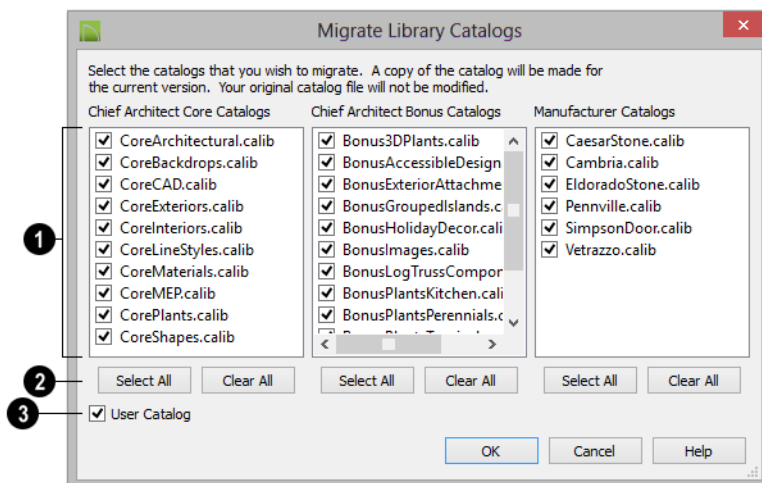 Migrate Library Catalogs
Select the catalogs that you wish to migrate. A copy of the catalog will be made for
the current version. Your original catalog file will not be modified.
Chief Architect Core Catalogs
CoreArchitectural.calib
CoreBackdrops.calib
CoreCAD.calib
CoreExteriors.calib
CoreInteriors.calib
CoreLineStyles.calib
CoreMaterials.calib
CoreMEP.calib
CorePlants.calib
CoreShapes.calib
Chief Architect Bonus Catalogs
Bonus3DPlants.calib
BonusAccessibleDesign
BonusExteriorAttachme
BonusGroupedIslands.c
BonusHolidayDecor.cali
BonusImages.calib
BonusLogTrussCompor
BonusPlantsKitchen.cali
BonusPlantsPerennials.c
Manufacturer Catalogs
CaesarStone.calib
Cambria.calib
EldoradoStone.calib
Pennville.calib
SimpsonDoor.calib
Vetrazzo.calib
1
2
Select All Clear All Select All Clear All Select All Clear All
3
User Catalog
OK Cancel Help